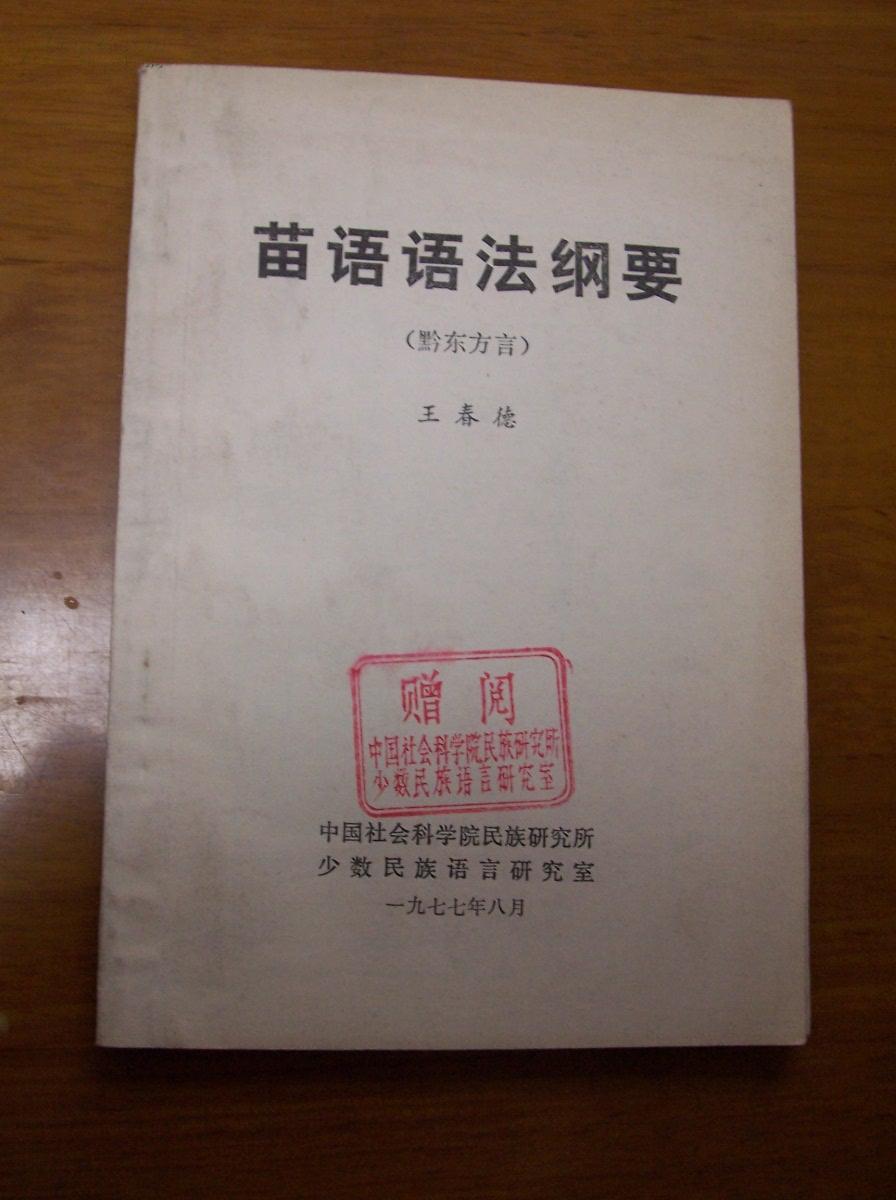 苗语语法纲要
（黔东方言）
王春德
赠阅
中国社会科学院民族研究所
少数民族语言研究室
中国社会科学院民族研究所
少数民族语言研究室
一九七七年八月